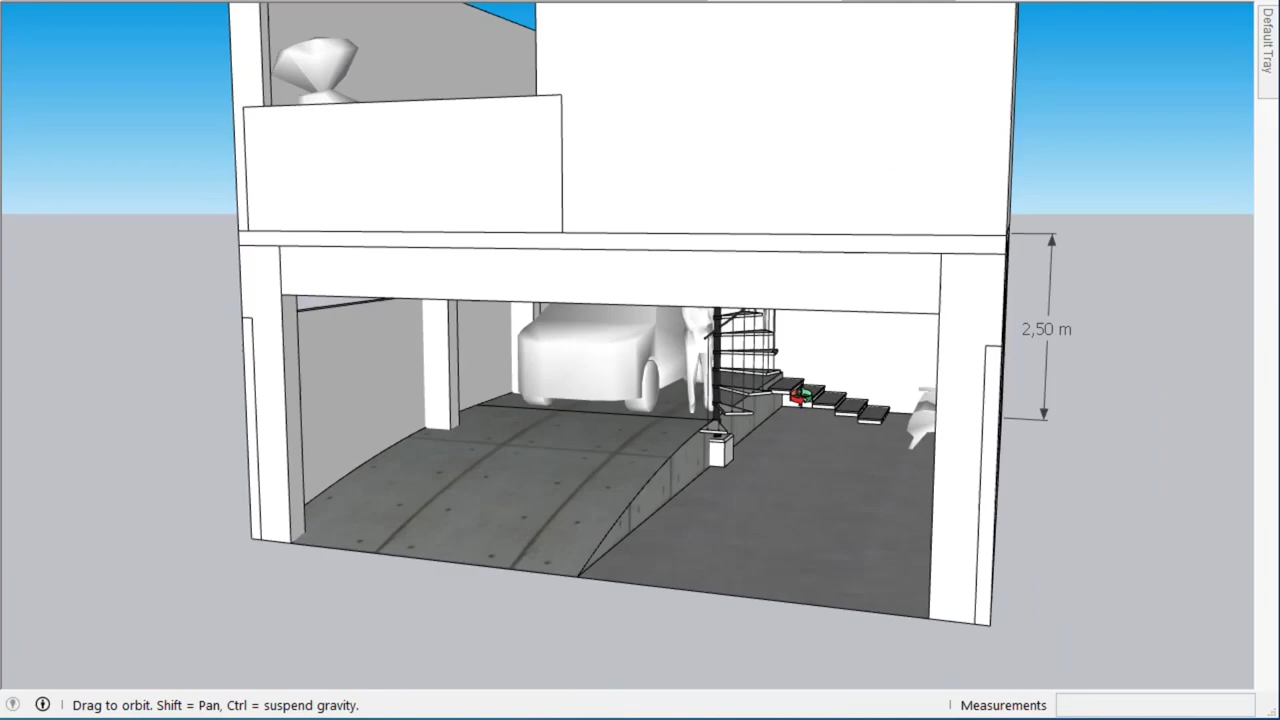 Default Tray
2,50 m
Drag to orbit. Shift = Pan, Ctrl = suspend gravity.
Measurements